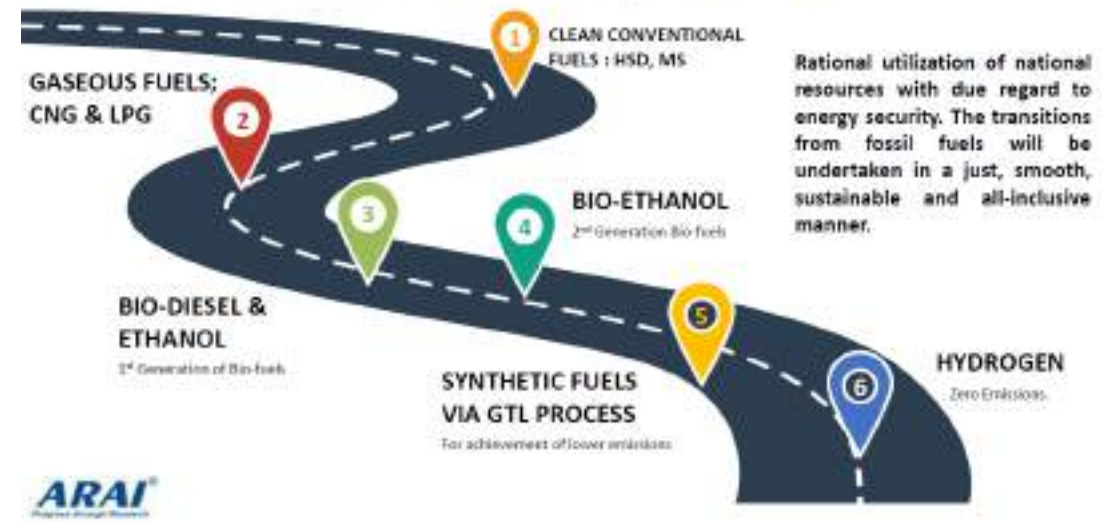 1
CLEAN CONVENTIONAL
FUELS : HSD, MS
GASEOUS FUELS;
CNG & LPG
2
Rational utilization of national
resources with due regard to
energy security. The transitions
from fossil fuels will be
undertaken in a just, smooth,
sustainable and all-inclusive
manner.
3
BIO-DIESEL &
ETHANOL
1st Generation of Bio-fuels
4
BIO-ETHANOL
2nd Generation Bio fuels
5
SYNTHETIC FUELS
VIA GTL PROCESS
For achievement of lower emissions
6
HYDROGEN
Zero Emissions
ARAI®
Progress through Research